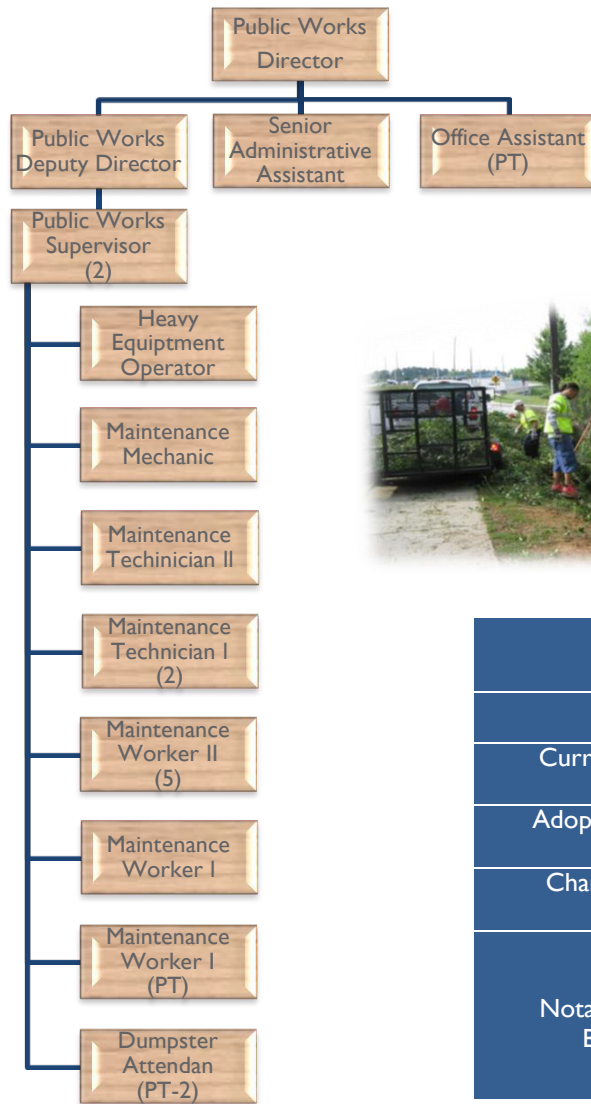 Public Works
Director
Public Works
Deputy Director
Senior
Administrative
Assistant
Office Assistant
(PT)
Public Works
Supervisor
(2)
Heavy
Equiptment
Operator
Maintenance
Mechanic
Maintenance
Techinician II
Maintenance
Technician I
(2)
Maintenance
Worker II
(5)
Maintenance
Worker I
Maintenance
Worker I
(PT)
Dumpster
Attendan
(PT-2)